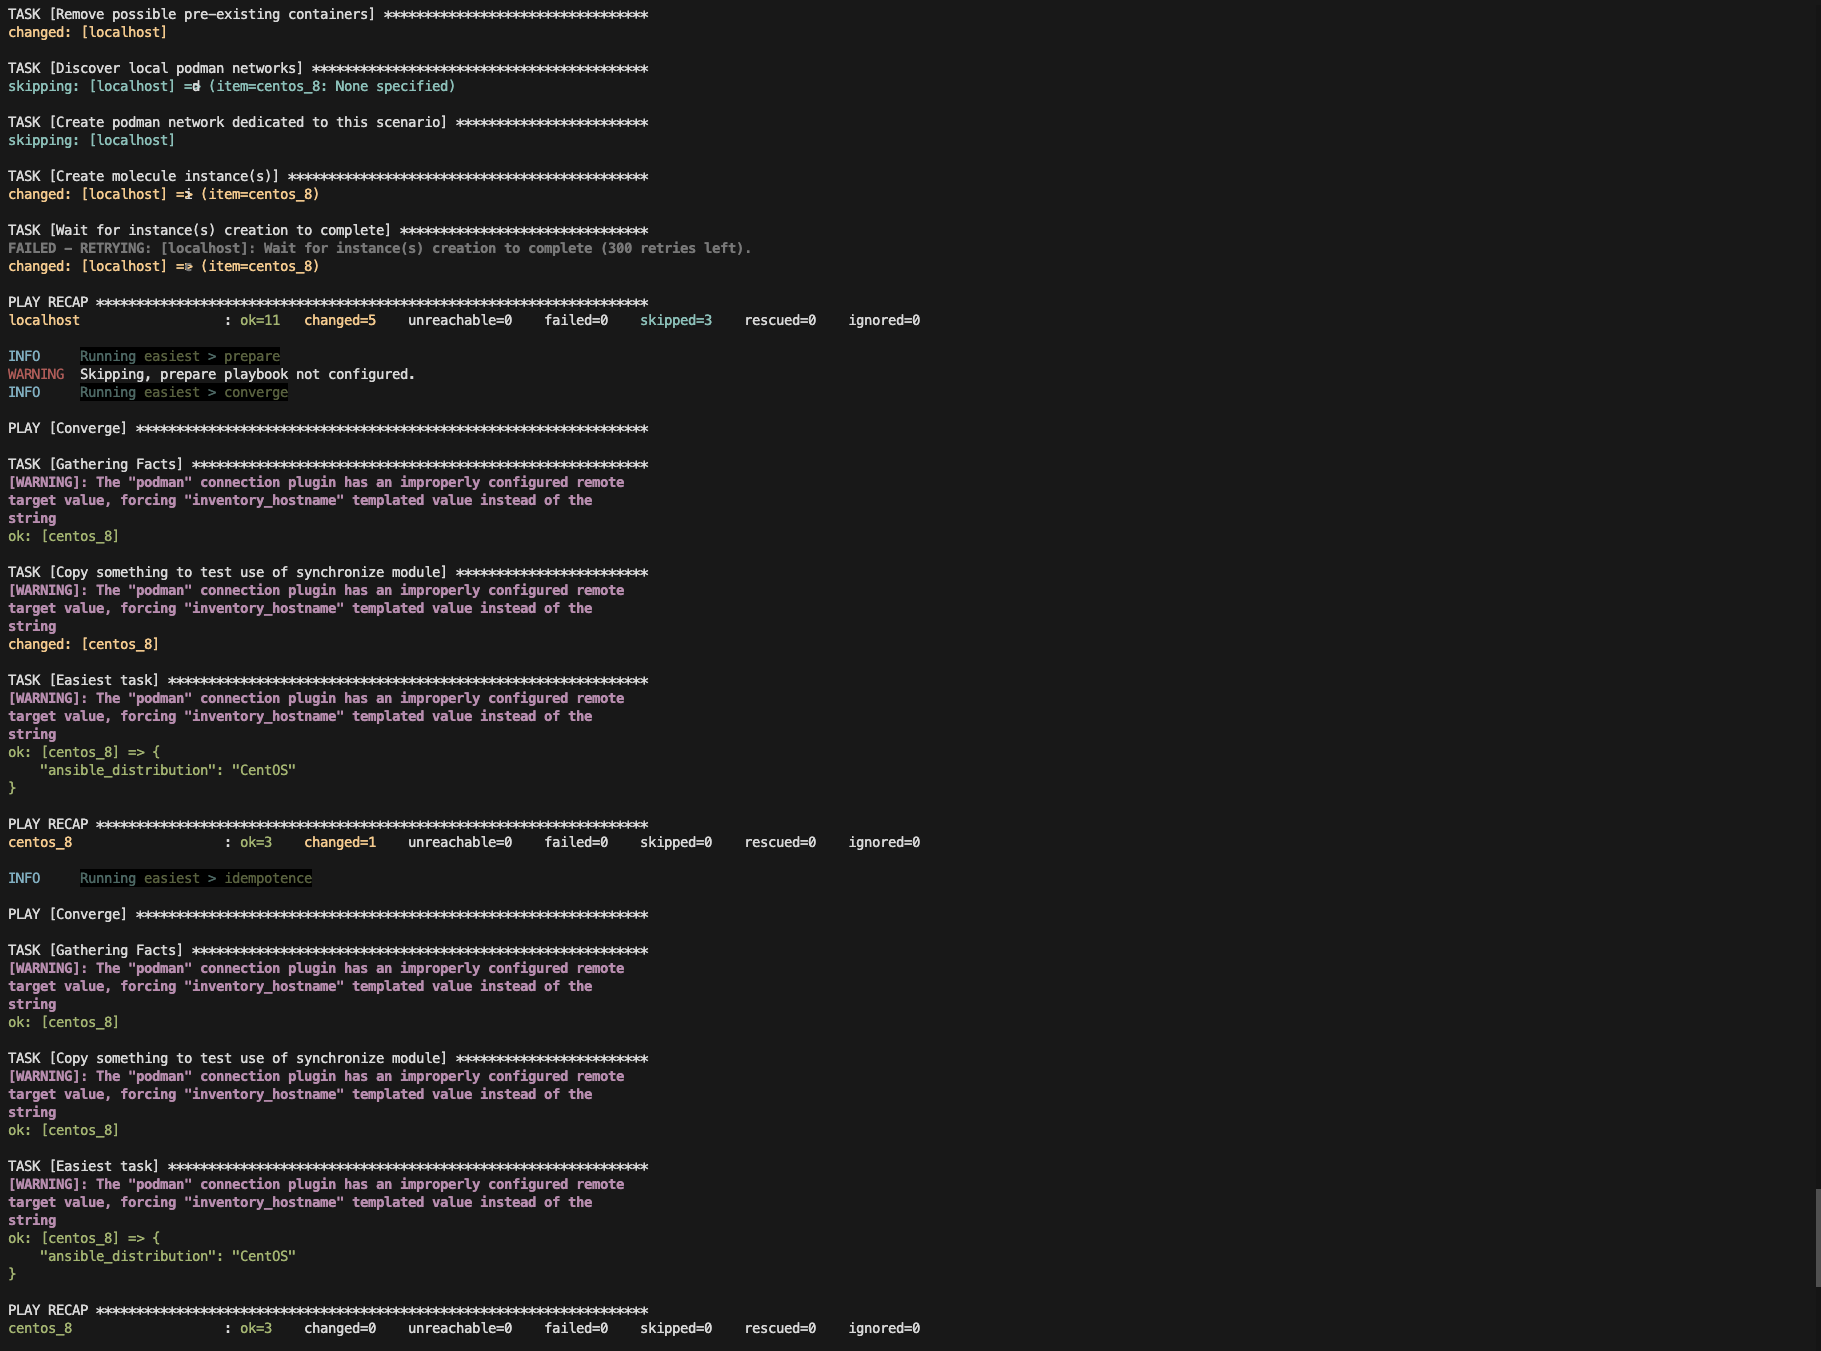 TASK [Remove possible pre-existing containers] *********************************
changed: [localhost]
TASK [Discover local podman networks] ******************************************
skipping: [localhost] => (item=centos_8: None specified)
TASK [Create podman network dedicated to this scenario] ************************
skipping: [localhost]
TASK [Create molecule instance(s)] *********************************************
changed: [localhost] => (item=centos_8)
TASK [Wait for instance(s) creation to complete] *******************************
FAILED - RETRYING: [localhost]: Wait for instance(s) creation to complete (300 retries left).
changed: [localhost] => (item=centos_8)
PLAY RECAP *********************************************************************
localhost                  : ok=11   changed=5    unreachable=0    failed=0    skipped=3    rescued=0    ignored=0
INFO     Running easiest > prepare
WARNING  Skipping, prepare playbook not configured.
INFO     Running easiest > converge
PLAY [Converge] ****************************************************************
TASK [Gathering Facts] *********************************************************
[WARNING]: The "podman" connection plugin has an improperly configured remote
target value, forcing "inventory_hostname" templated value instead of the
string
ok: [centos_8]
TASK [Copy something to test use of synchronize module] ************************
[WARNING]: The "podman" connection plugin has an improperly configured remote
target value, forcing "inventory_hostname" templated value instead of the
string
changed: [centos_8]
TASK [Easiest task] ************************************************************
[WARNING]: The "podman" connection plugin has an improperly configured remote
target value, forcing "inventory_hostname" templated value instead of the
string
ok: [centos_8] => {
    "ansible_distribution": "CentOS"
}
PLAY RECAP *********************************************************************
centos_8                   : ok=3    changed=1    unreachable=0    failed=0    skipped=0    rescued=0    ignored=0
INFO     Running easiest > idempotence
PLAY [Converge] ****************************************************************
TASK [Gathering Facts] *********************************************************
[WARNING]: The "podman" connection plugin has an improperly configured remote
target value, forcing "inventory_hostname" templated value instead of the
string
ok: [centos_8]
TASK [Copy something to test use of synchronize module] ************************
[WARNING]: The "podman" connection plugin has an improperly configured remote
target value, forcing "inventory_hostname" templated value instead of the
string
ok: [centos_8]
TASK [Easiest task] ************************************************************
[WARNING]: The "podman" connection plugin has an improperly configured remote
target value, forcing "inventory_hostname" templated value instead of the
string
ok: [centos_8] => {
    "ansible_distribution": "CentOS"
}
PLAY RECAP *********************************************************************
centos_8                   : ok=3    changed=0    unreachable=0    failed=0    skipped=0    rescued=0    ignored=0